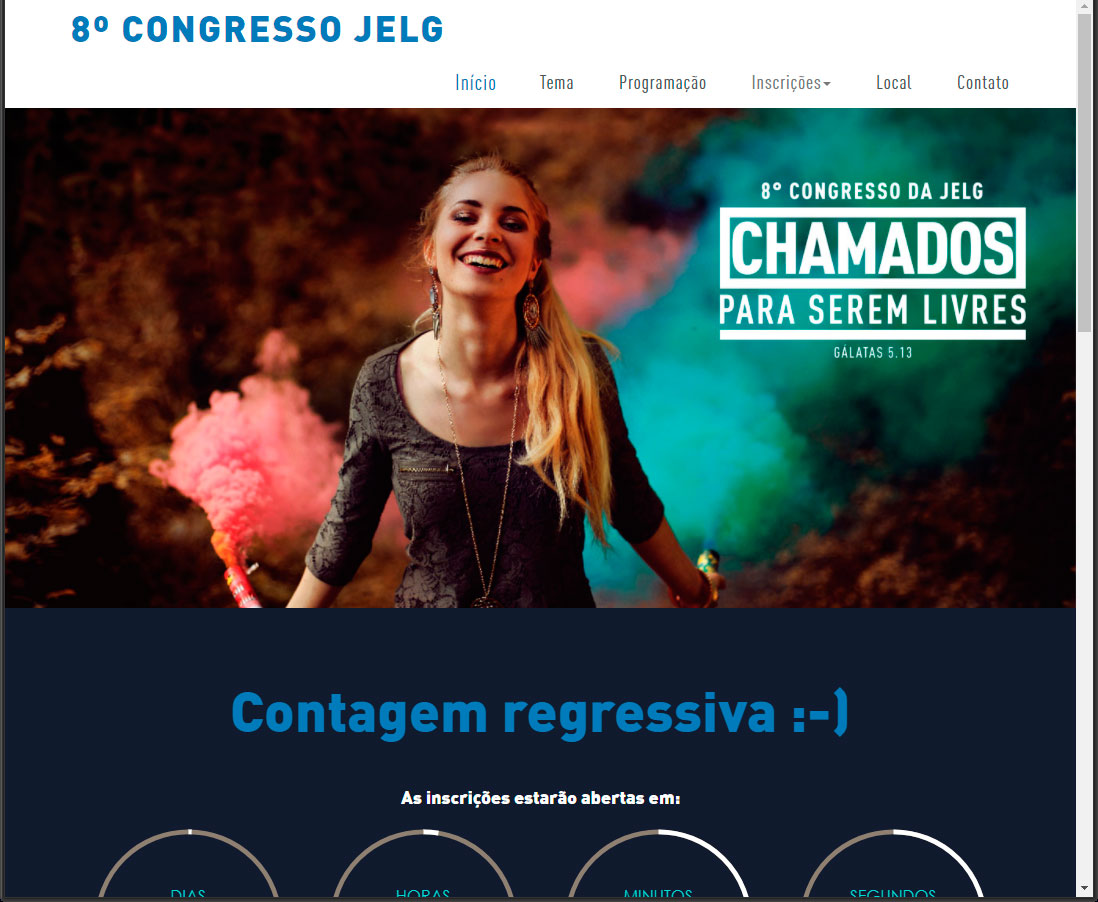 8º CONGRESSO JELG
Início Tema Programação Inscrições Local Contato
8° CONGRESSO DA JELG
CHAMADOS
PARA SEREM LIVRES
GÁLATAS 5.13
Contagem regressiva :-)
As inscrições estarão abertas em:
DIAS HORAS MINUTOS SEGUNDOS